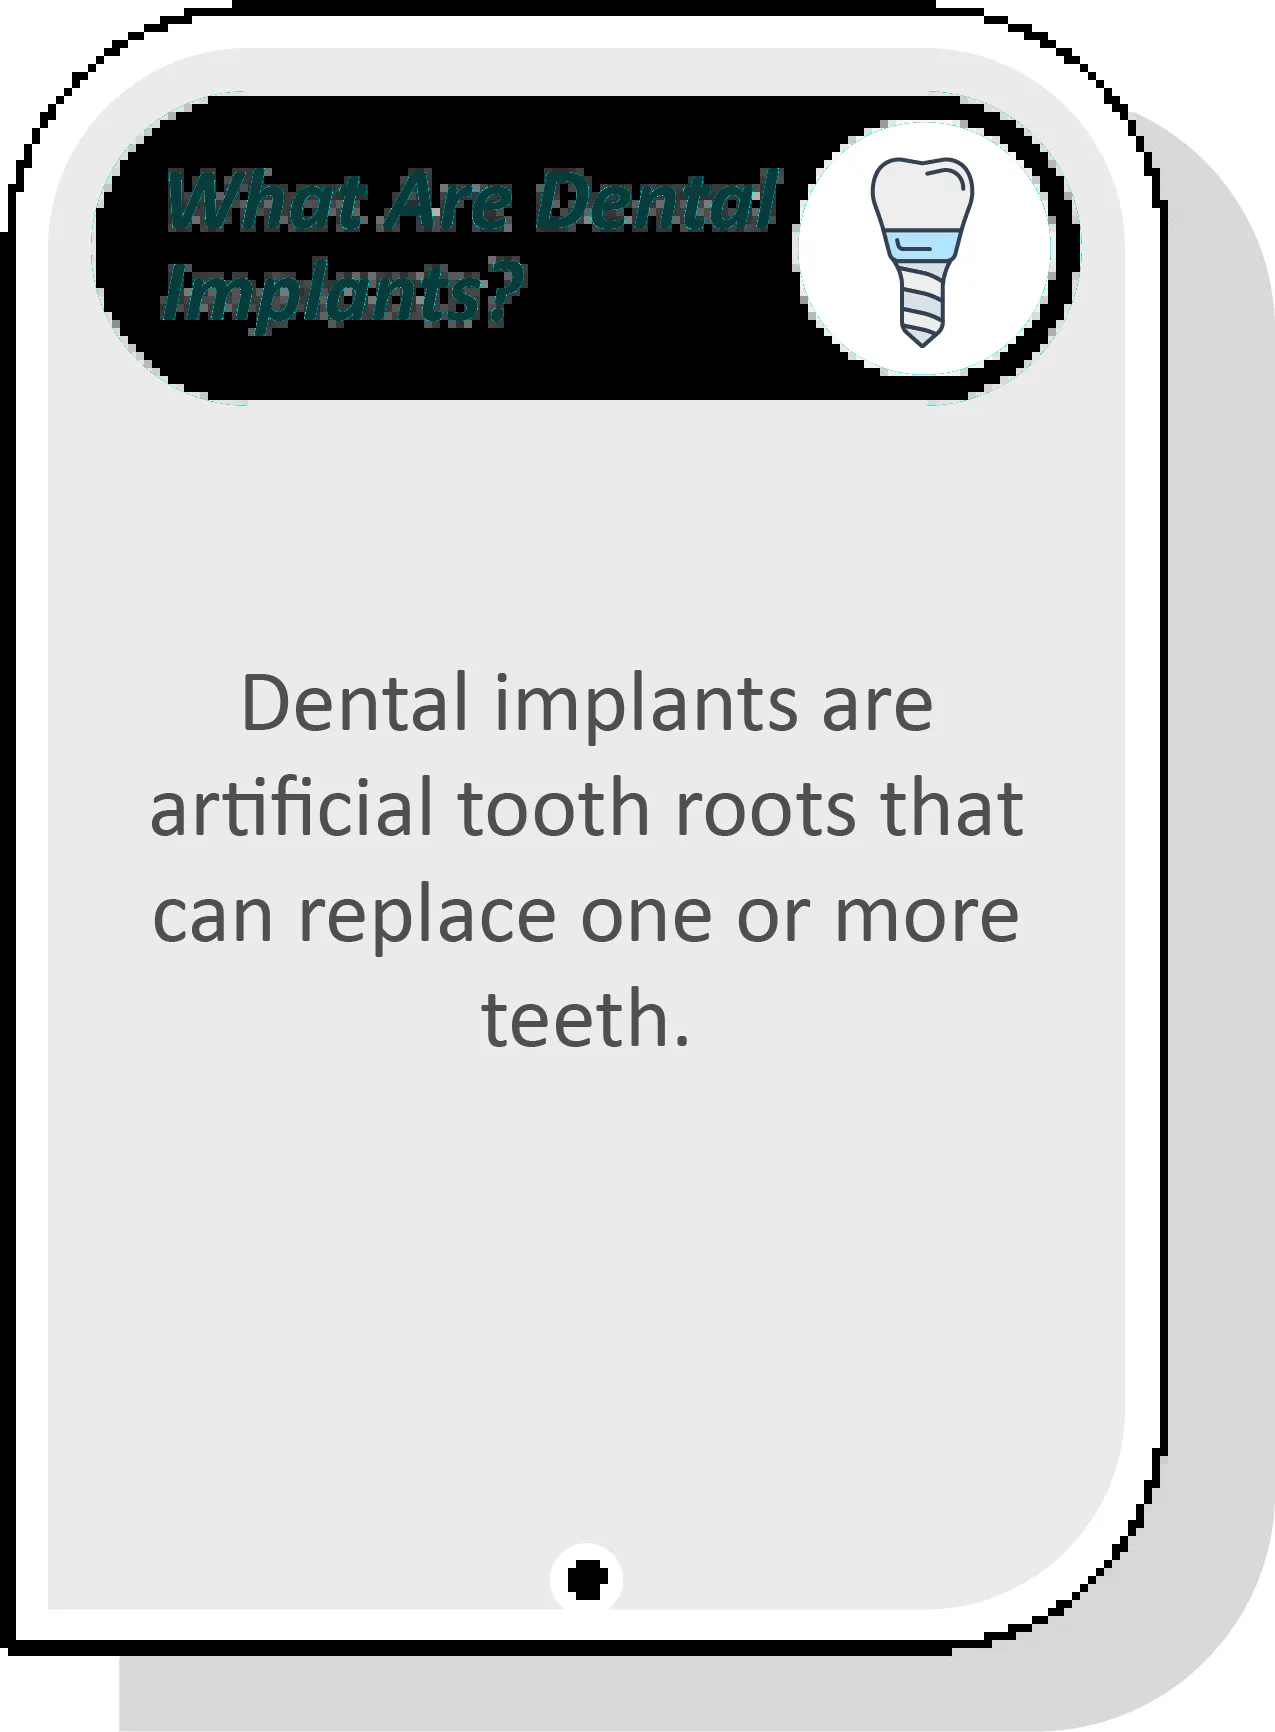 What Are Dental
Implants?
Dental implants are
artificial tooth roots that
can replace one or more
teeth.